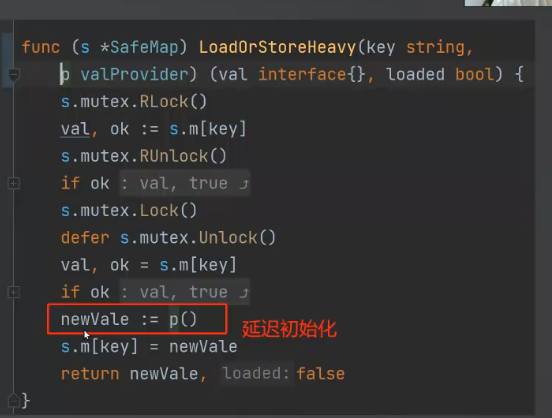 func (s *SafeMap) LoadOrStoreHeavy(key string,
p valProvider) (val interface{}, loaded bool) {
s.mutex.RLock()
val, ok := s.m[key]
s.mutex.RUnlock()
if ok : val, true ⤴
s.mutex.Lock()
defer s.mutex.Unlock()
val, ok = s.m[key]
if ok : val, true ⤴
newVale := p() 延迟初始化
s.m[key] = newVale
return newVale, loaded: false
}